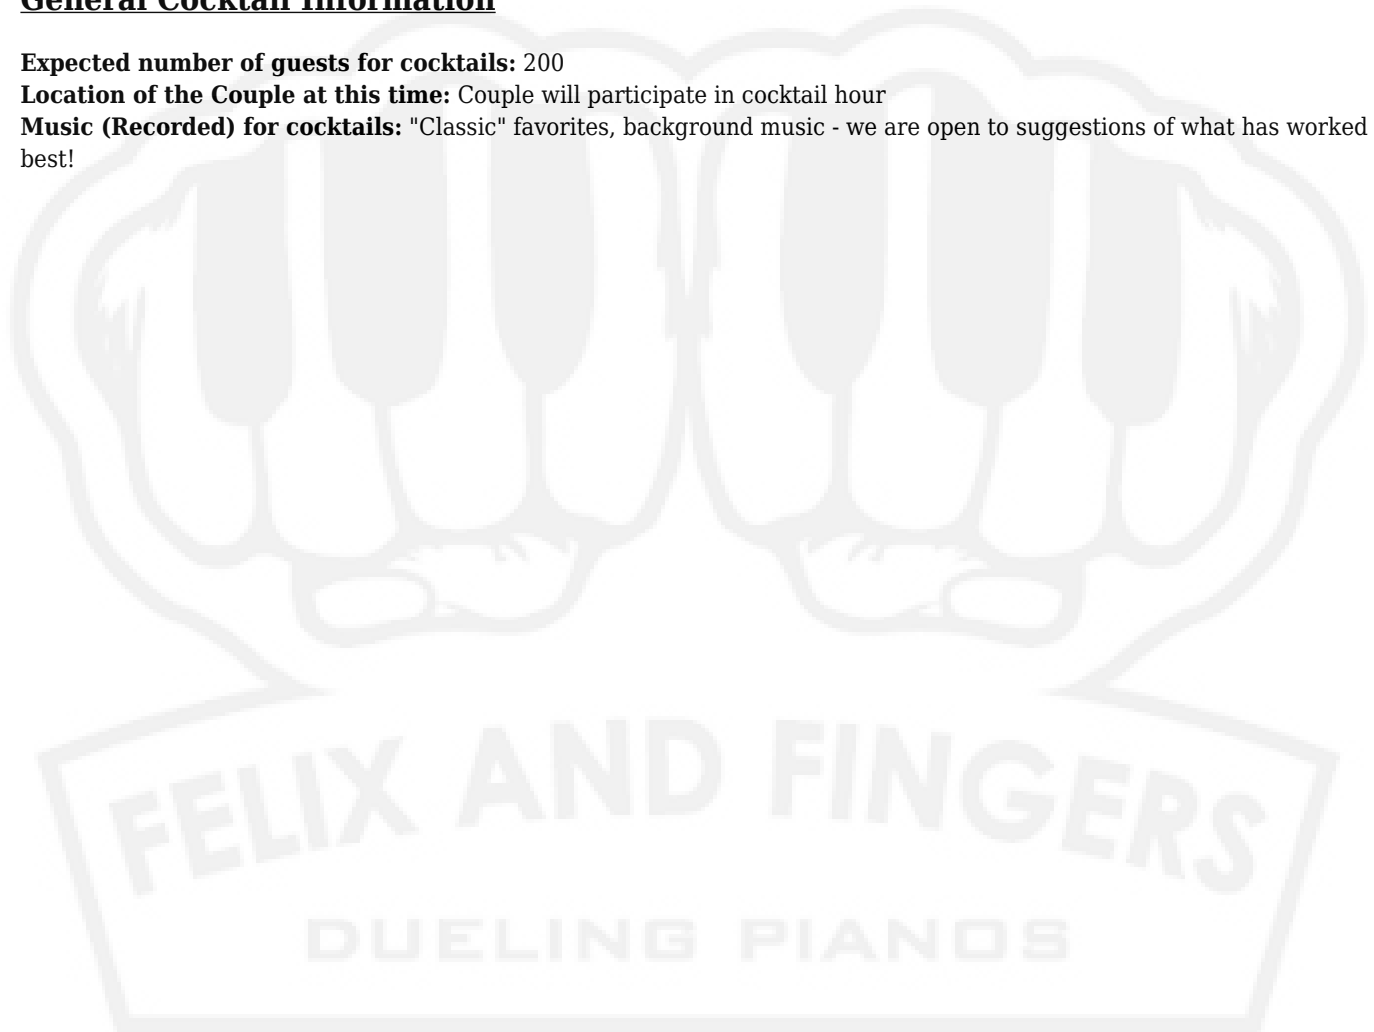 General Cocktail Information
Expected number of guests for cocktails: 200
Location of the Couple at this time: Couple will participate in cocktail hour
Music (Recorded) for cocktails: "Classic" favorites, background music - we are open to suggestions of what has worked
best!
FELIX AND FINGERS
DUELING PIANOS